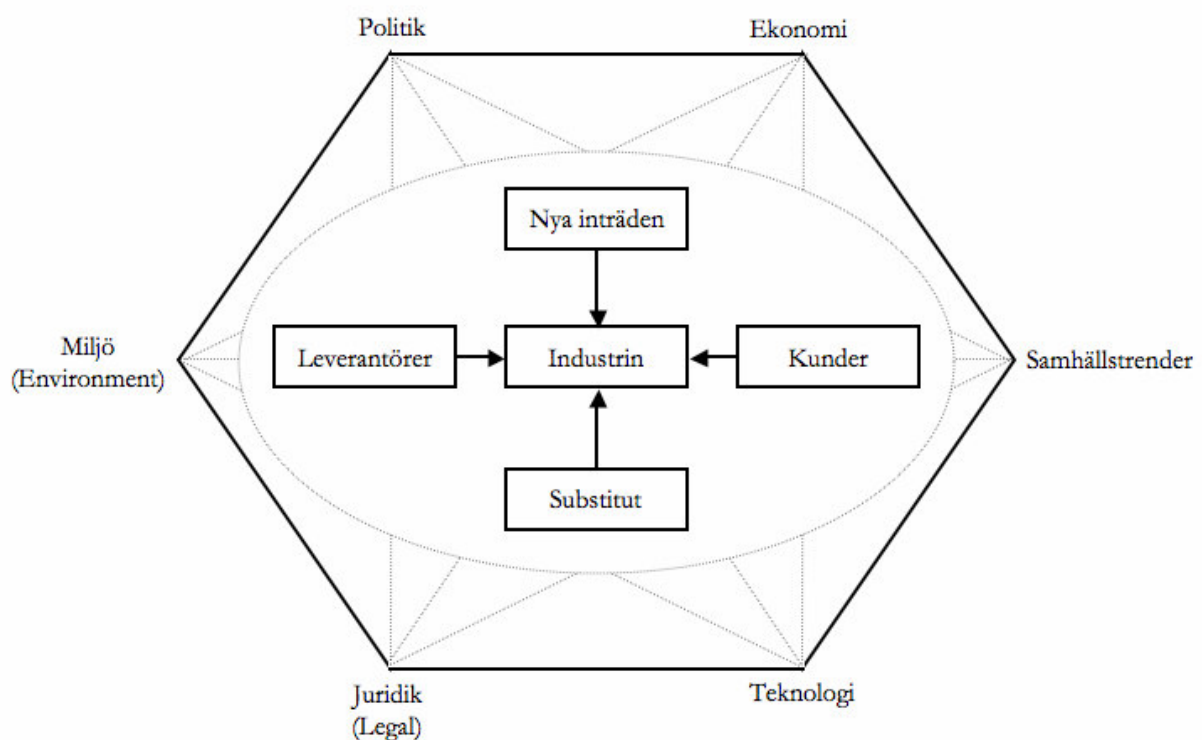 Politik
Ekonomi
Nya inträden
Miljö
(Environment)
Leverantörer
Industrin
Kunder
Samhällstrender
Substitut
Juridik
(Legal)
Teknologi